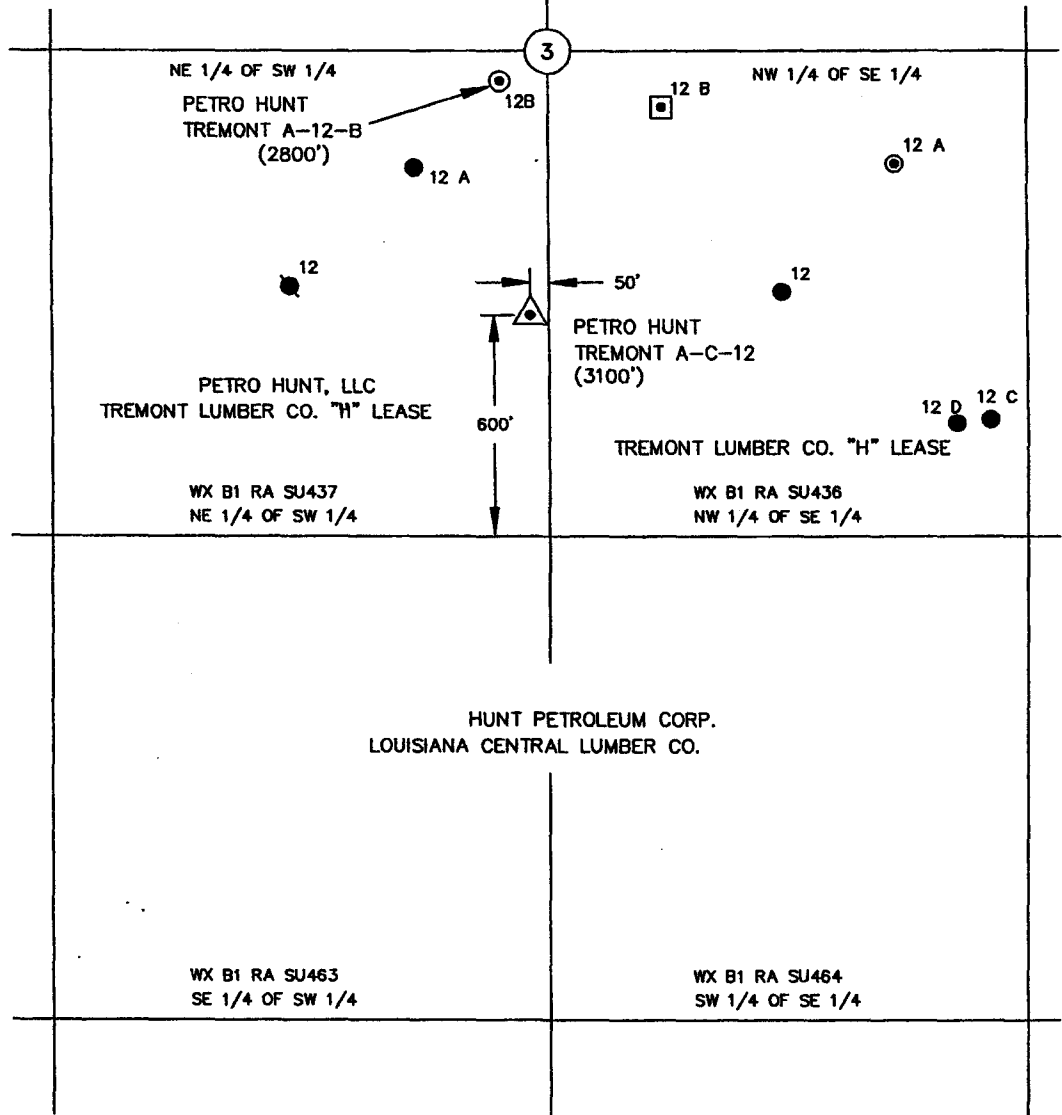 3
NE 1/4 OF SW 1/4
NW 1/4 OF SE 1/4
12B
PETRO HUNT
TREMONT A-12-B
(2800')
12 B
12 A
12 A
12
12
50'
PETRO HUNT
TREMONT A-C-12
(3100')
PETRO HUNT, LLC
TREMONT LUMBER CO. "H" LEASE
600'
12 D
12 C
TREMONT LUMBER CO. "H" LEASE
WX B1 RA SU437
NE 1/4 OF SW 1/4
WX B1 RA SU436
NW 1/4 OF SE 1/4
HUNT PETROLEUM CORP.
LOUISIANA CENTRAL LUMBER CO.
WX B1 RA SU463
SE 1/4 OF SW 1/4
WX B1 RA SU464
SW 1/4 OF SE 1/4